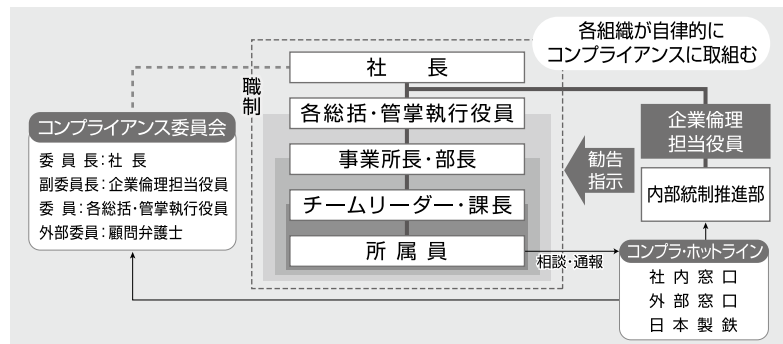 各組織が自律的に
コンプライアンスに取組む
職制
社 長
各総括・管掌執行役員
事業所長・部長
チームリーダー・課長
所 属 員
コンプライアンス委員会
委 員 長：社 長
副委員長：企業倫理担当役員
委 員：各総括・管掌執行役員
外部委員：顧問弁護士
企業倫理
担当役員
勧告
指示
内部統制推進部
相談・通報
コンプラ・ホットライン
社 内 窓 口
外 部 窓 口
日 本 製 鉄